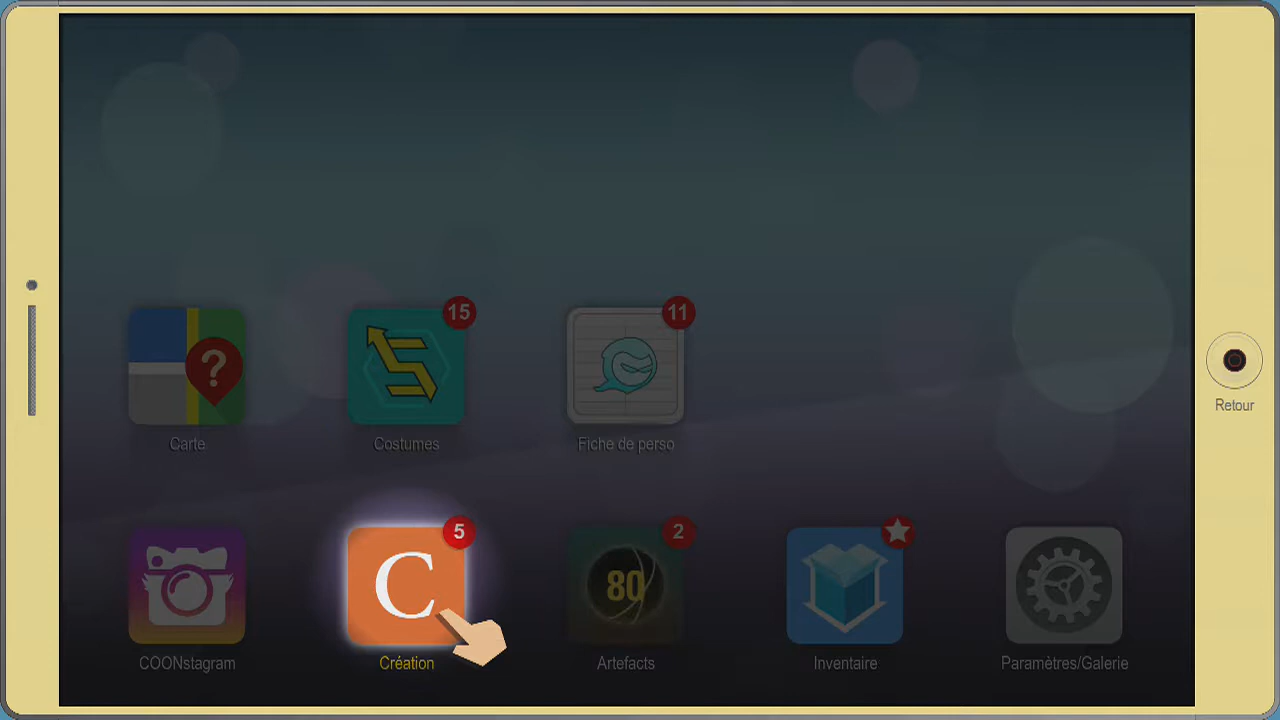 15
11
?
Carte
Costumes
Fiche de perso
Retour
5
2
C
80
COONstagram
Création
Artefacts
Inventaire
Paramètres/Galerie